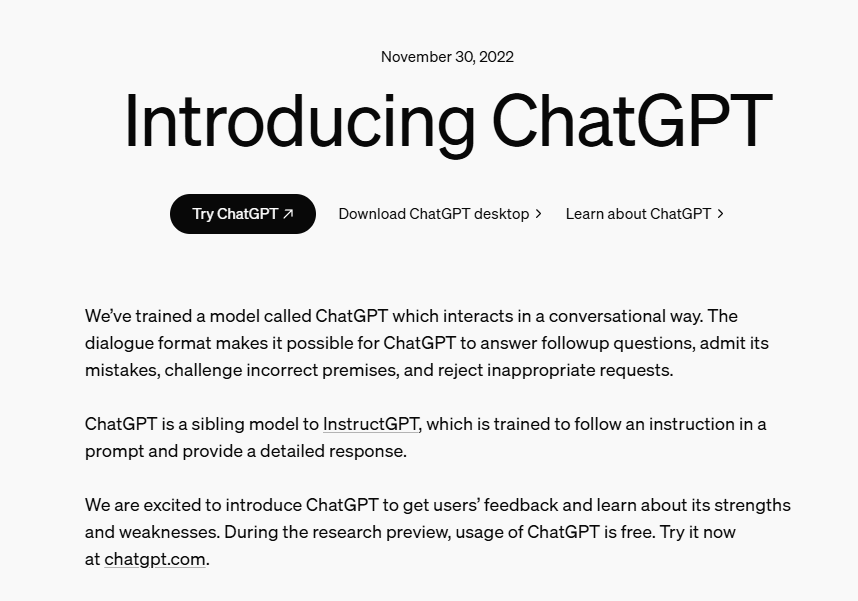 November 30, 2022
Introducing ChatGPT
Try ChatGPT ↗
Download ChatGPT desktop >
Learn about ChatGPT >
We’ve trained a model called ChatGPT which interacts in a conversational way. The
dialogue format makes it possible for ChatGPT to answer followup questions, admit its
mistakes, challenge incorrect premises, and reject inappropriate requests.
ChatGPT is a sibling model to InstructGPT, which is trained to follow an instruction in a
prompt and provide a detailed response.
We are excited to introduce ChatGPT to get users’ feedback and learn about its strengths
and weaknesses. During the research preview, usage of ChatGPT is free. Try it now
at chatgpt.com.